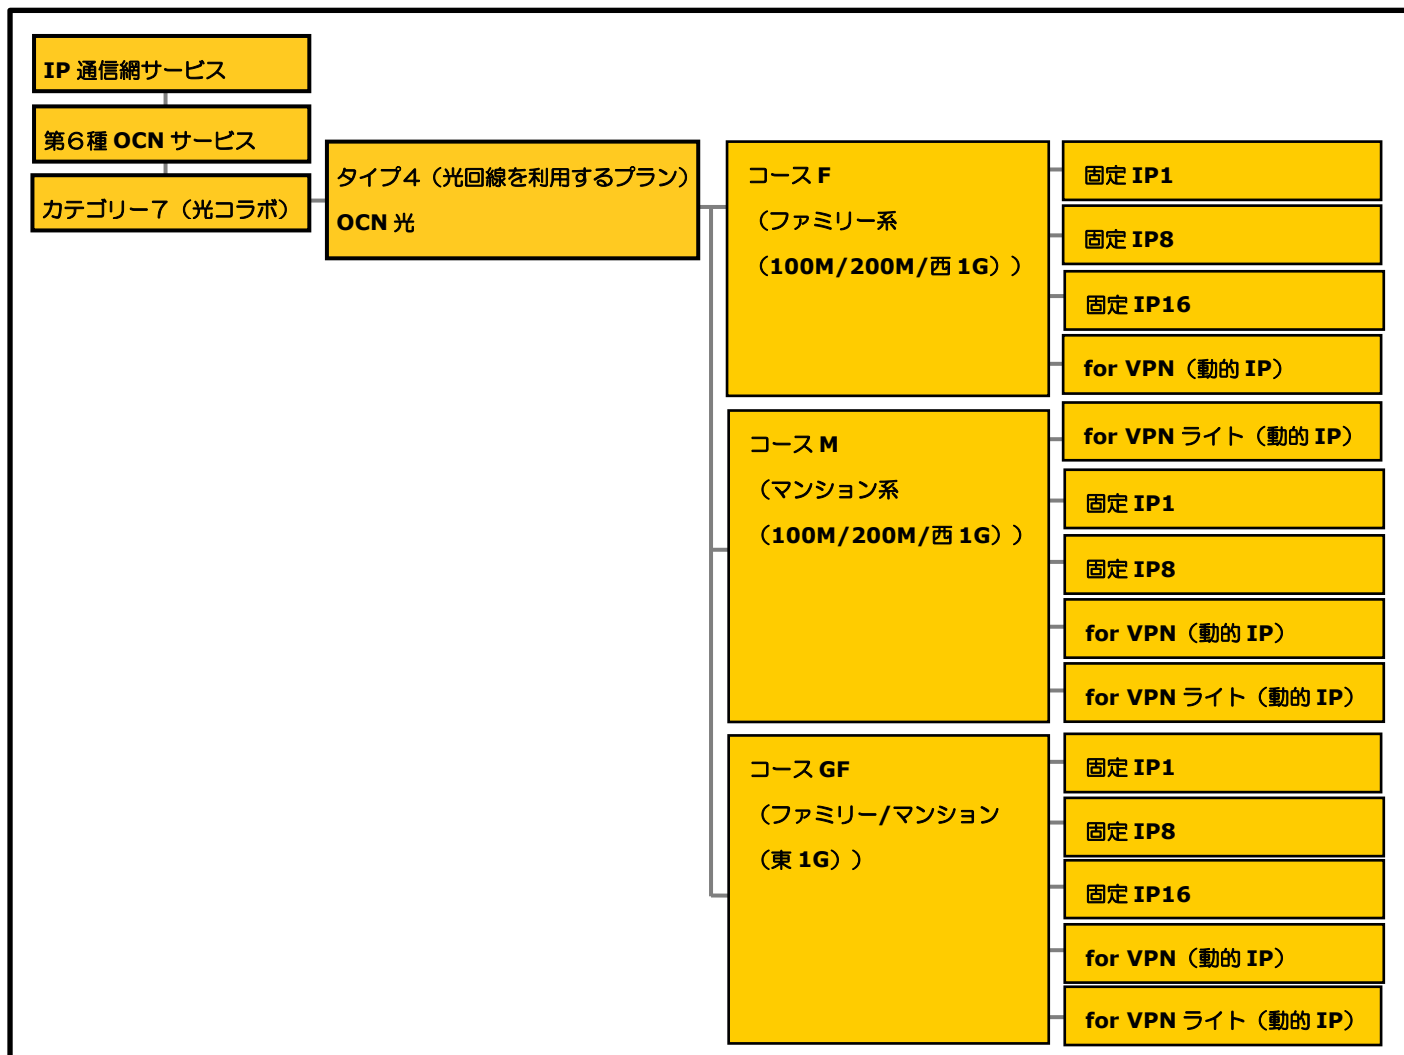 IP 通信網サービス
第６種 OCN サービス
カテゴリー７（光コラボ）
タイプ４（光回線を利用するプラン）
OCN 光
コース F
（ファミリー系
（100M/200M/西 1G））
固定 IP1
固定 IP8
固定 IP16
for VPN（動的 IP）
for VPN ライト（動的 IP）
コース M
（マンション系
（100M/200M/西 1G））
固定 IP1
固定 IP8
for VPN（動的 IP）
for VPN ライト（動的 IP）
コース GF
（ファミリー/マンション
（東 1G））
固定 IP1
固定 IP8
固定 IP16
for VPN（動的 IP）
for VPN ライト（動的 IP）